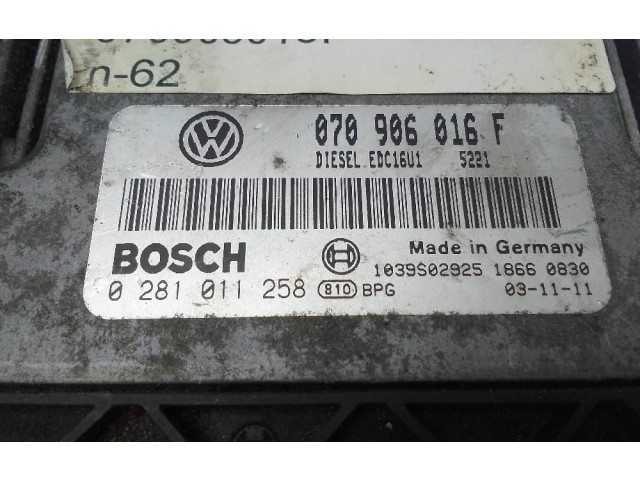 n-62
VW
070 906 016 F
DIESEL EDC16U1 5221
BOSCH
Made in Germany
1039S02925 1866 0830
0 281 011 258 810 BPG 03-11-11